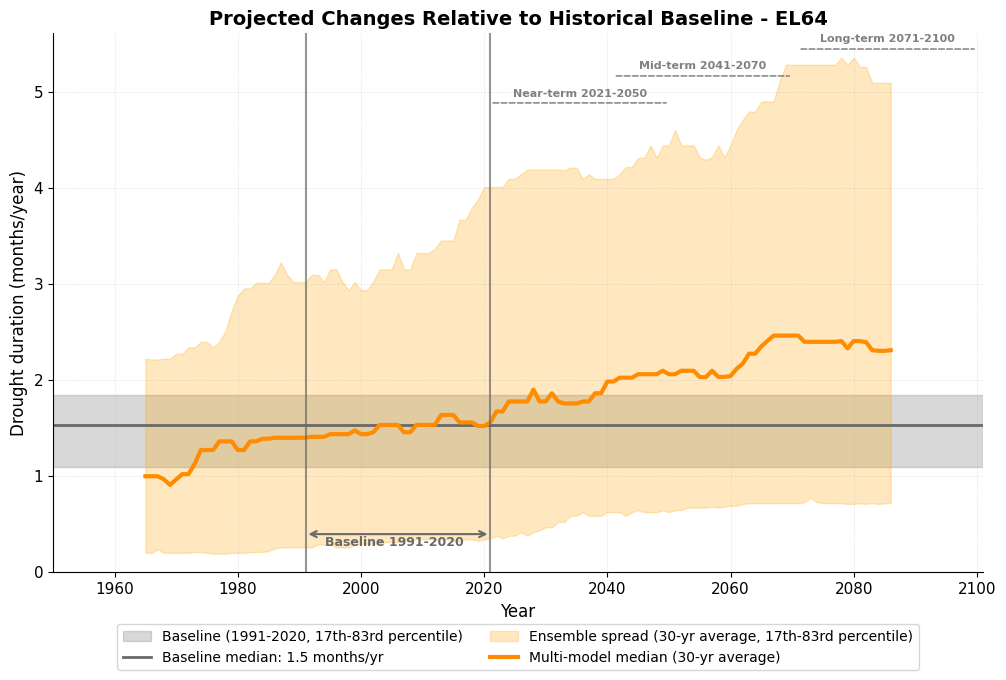 Projected Changes Relative to Historical Baseline - EL64
Long-term 2071-2100
Mid-term 2041-2070
Near-term 2021-2050
Drought duration (months/year)
5
4
3
2
1
0
Baseline 1991-2020
1960 1980 2000 2020 2040 2060 2080 2100
Year
Baseline (1991-2020, 17th-83rd percentile)
Baseline median: 1.5 months/yr
Ensemble spread (30-yr average, 17th-83rd percentile)
Multi-model median (30-yr average)